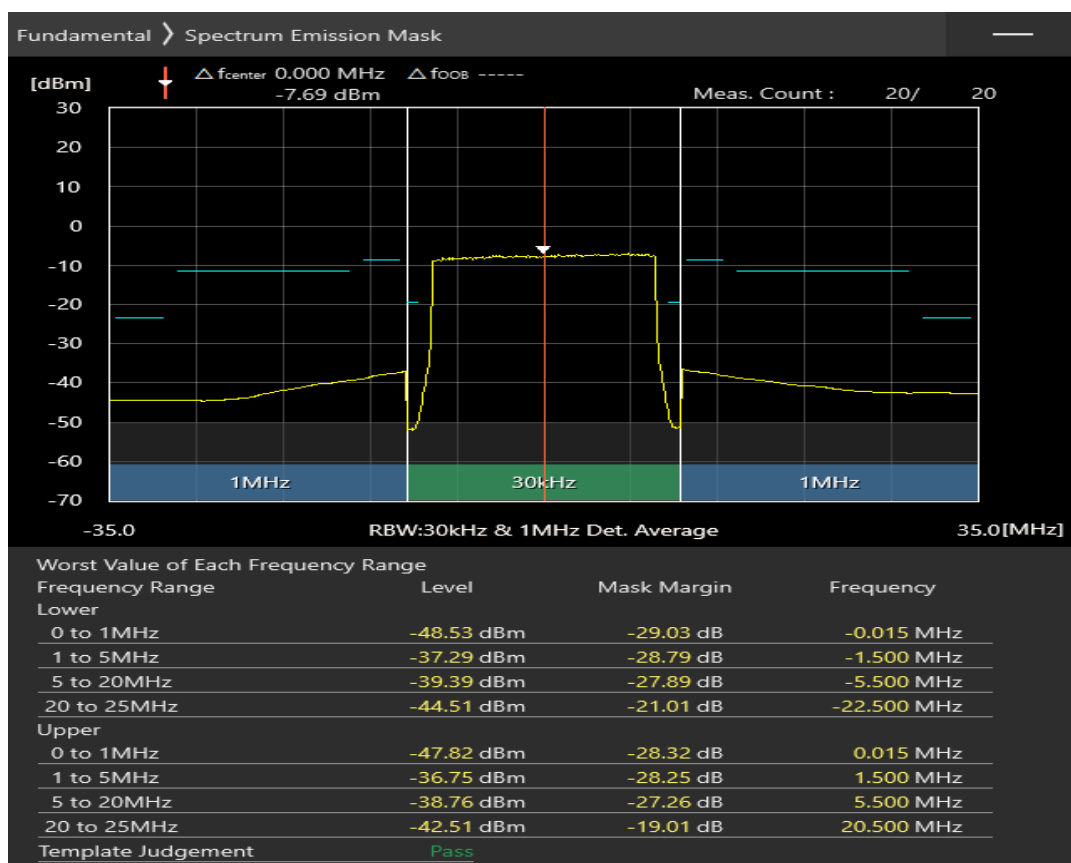 Fundamental ❯ Spectrum Emission Mask
△ fcenter 0.000 MHz △ fOOB -----
[dBm] -7.69 dBm Meas. Count : 20/ 20
30
20
10
0
-10
-20
-30
-40
-50
-60
1MHz 30kHz 1MHz
-70
-35.0 RBW:30kHz & 1MHz Det. Average 35.0[MHz]
Worst Value of Each Frequency Range
Frequency Range Level Mask Margin Frequency
Lower
0 to 1MHz -48.53 dBm -29.03 dB -0.015 MHz
1 to 5MHz -37.29 dBm -28.79 dB -1.500 MHz
5 to 20MHz -39.39 dBm -27.89 dB -5.500 MHz
20 to 25MHz -44.51 dBm -21.01 dB -22.500 MHz
Upper
0 to 1MHz -47.82 dBm -28.32 dB 0.015 MHz
1 to 5MHz -36.75 dBm -28.25 dB 1.500 MHz
5 to 20MHz -38.76 dBm -27.26 dB 5.500 MHz
20 to 25MHz -42.51 dBm -19.01 dB 20.500 MHz
Template Judgement Pass